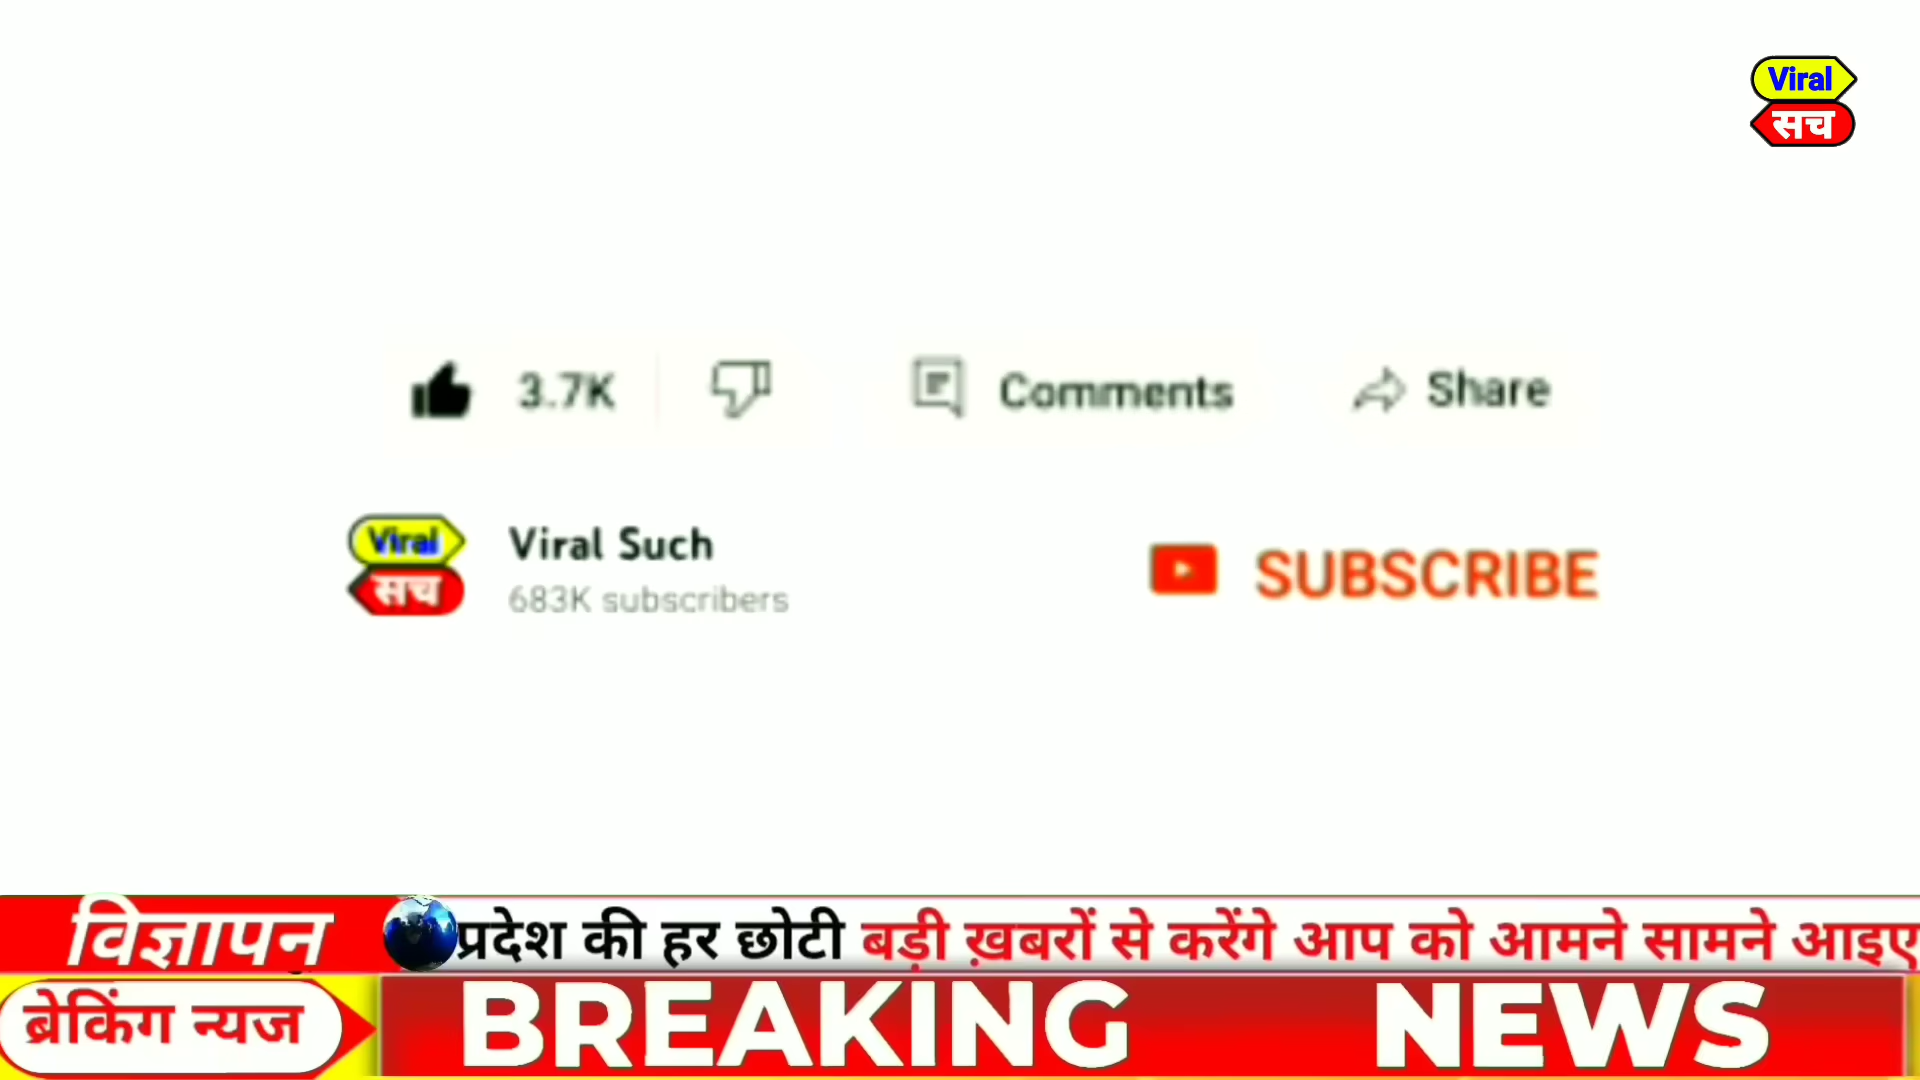 Viral
सच
3.7K
Comments
Share
Viral
सच
Viral Such
683K subscribers
SUBSCRIBE
विज्ञापन
प्रदेश की हर छोटी बड़ी ख़बरों से करेंगे आप को आमने सामने आइए
ब्रेकिंग न्यज
BREAKING NEWS